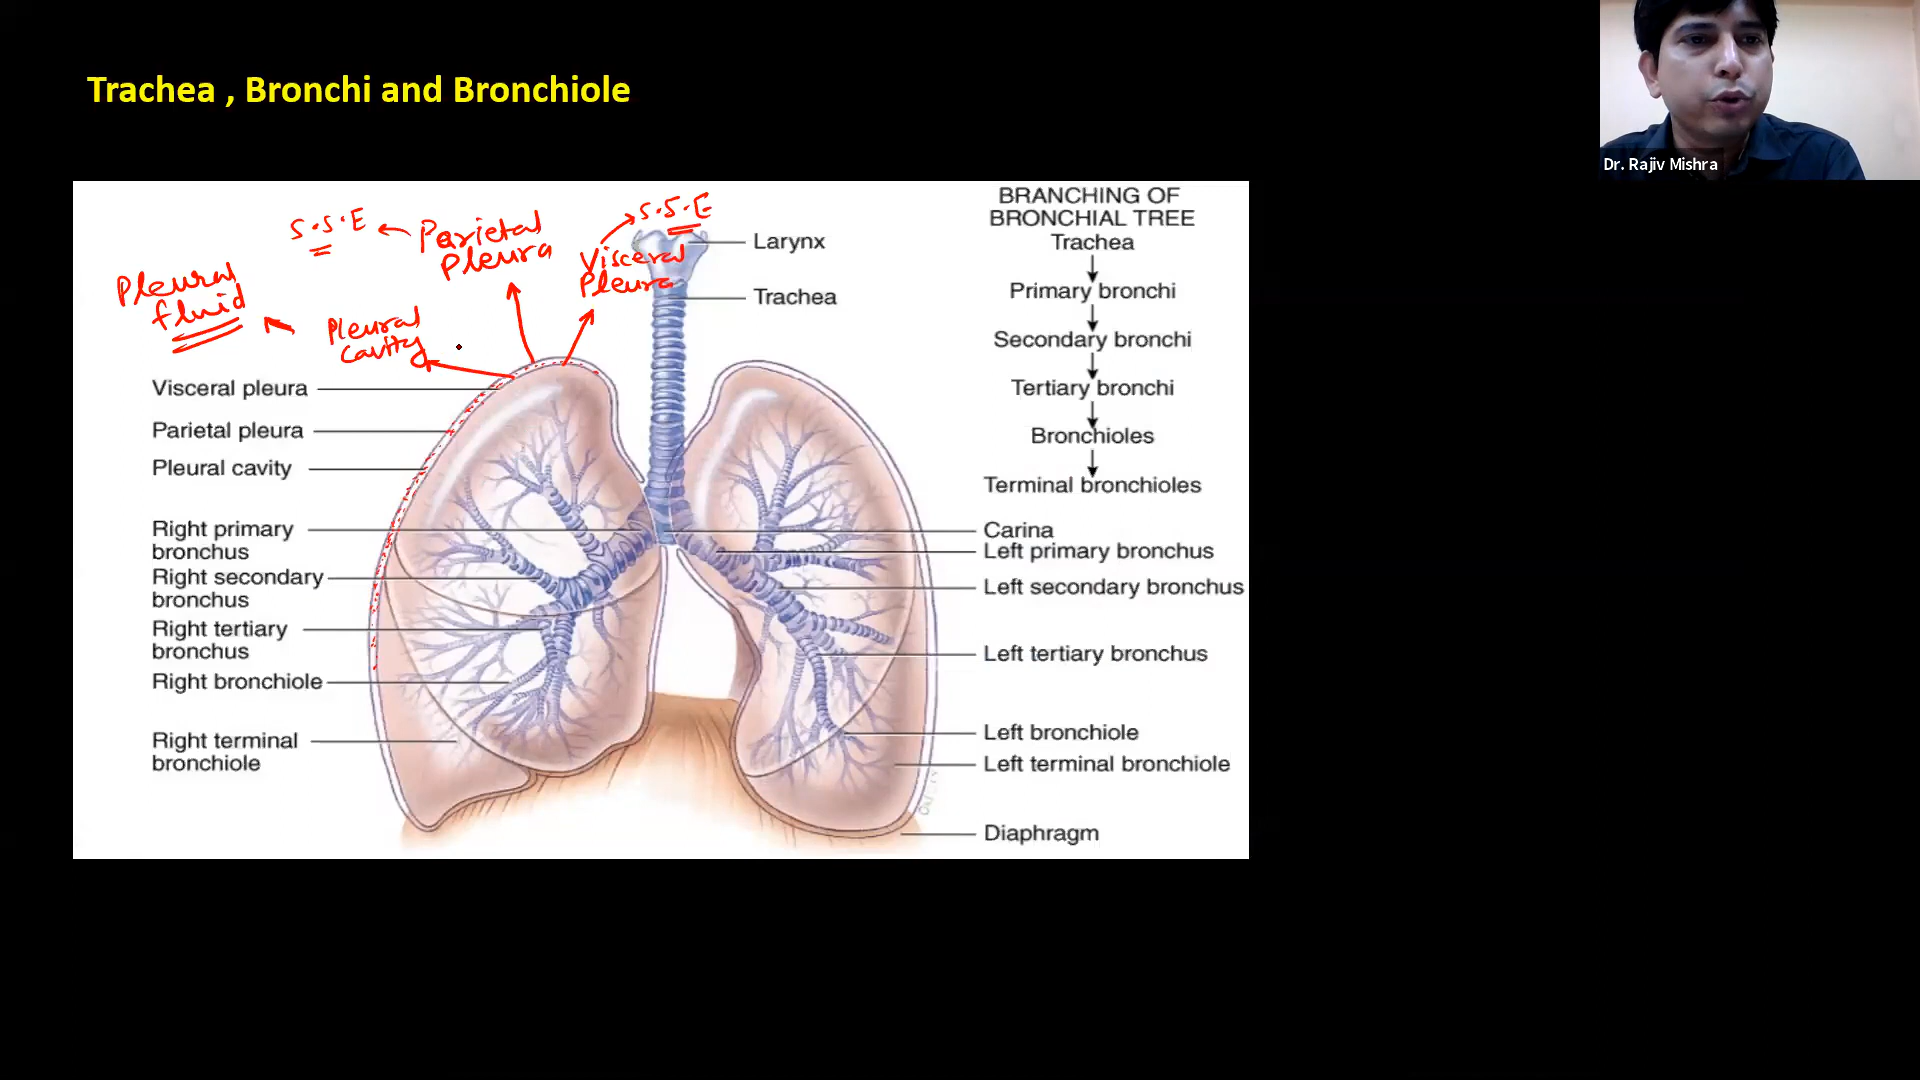 Trachea , Bronchi and Bronchiole
Dr. Rajiv Mishra
S.S.E
Parietal
Pleura
S.S.E
Visceral
Pleura
Pleural
fluid
Pleural
Cavity
Larynx
Trachea
Visceral pleura
Parietal pleura
Pleural cavity
Right primary
bronchus
Right secondary
bronchus
Right tertiary
bronchus
Right bronchiole
Right terminal
bronchiole
BRANCHING OF
BRONCHIAL TREE
Trachea
Primary bronchi
Secondary bronchi
Tertiary bronchi
Bronchioles
Terminal bronchioles
Carina
Left primary bronchus
Left secondary bronchus
Left tertiary bronchus
Left bronchiole
Left terminal bronchiole
Diaphragm